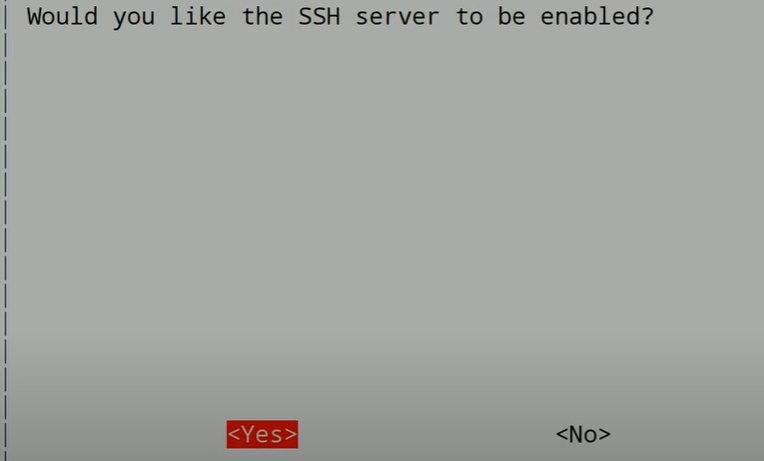 Would you like the SSH server to be enabled?
<Yes>
<No>